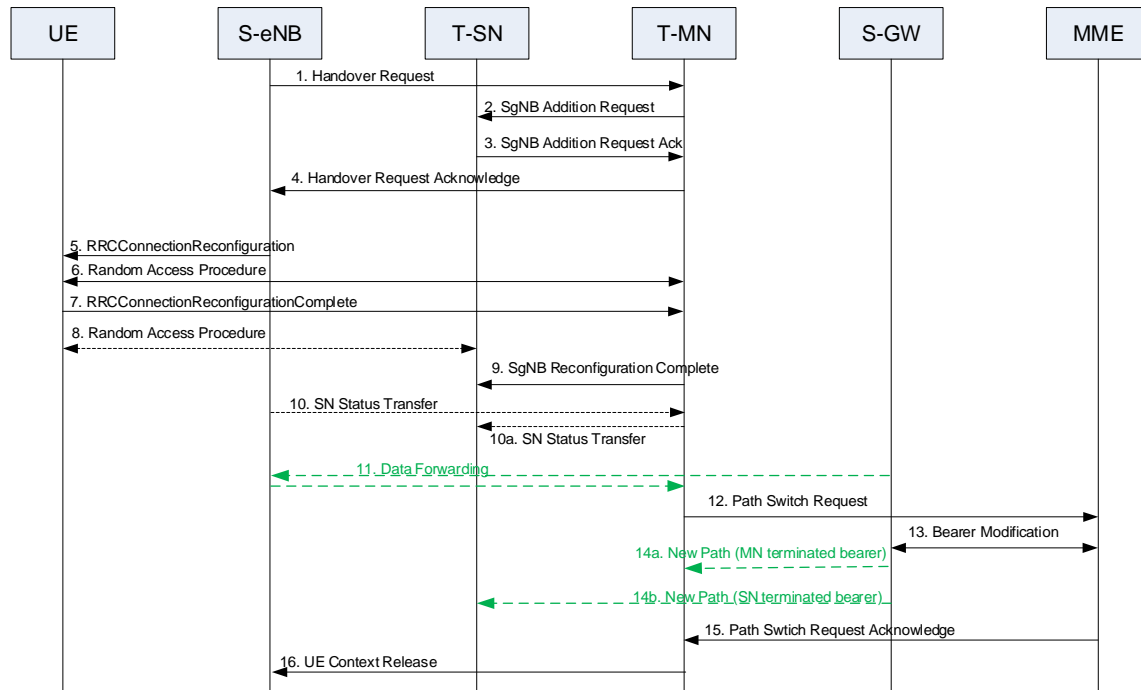 UE
S-eNB
T-SN
T-MN
S-GW
MME
1. Handover Request
2. SgNB Addition Request
3. SgNB Addition Request Ack
4. Handover Request Acknowledge
5. RRCConnectionReconfiguration
6. Random Access Procedure
7. RRCConnectionReconfigurationComplete
8. Random Access Procedure
9. SgNB Reconfiguration Complete
10. SN Status Transfer
10a. SN Status Transfer
11. Data Forwarding
12. Path Switch Request
13. Bearer Modification
14a. New Path (MN terminated bearer)
14b. New Path (SN terminated bearer)
15. Path Swtich Request Acknowledge
16. UE Context Release